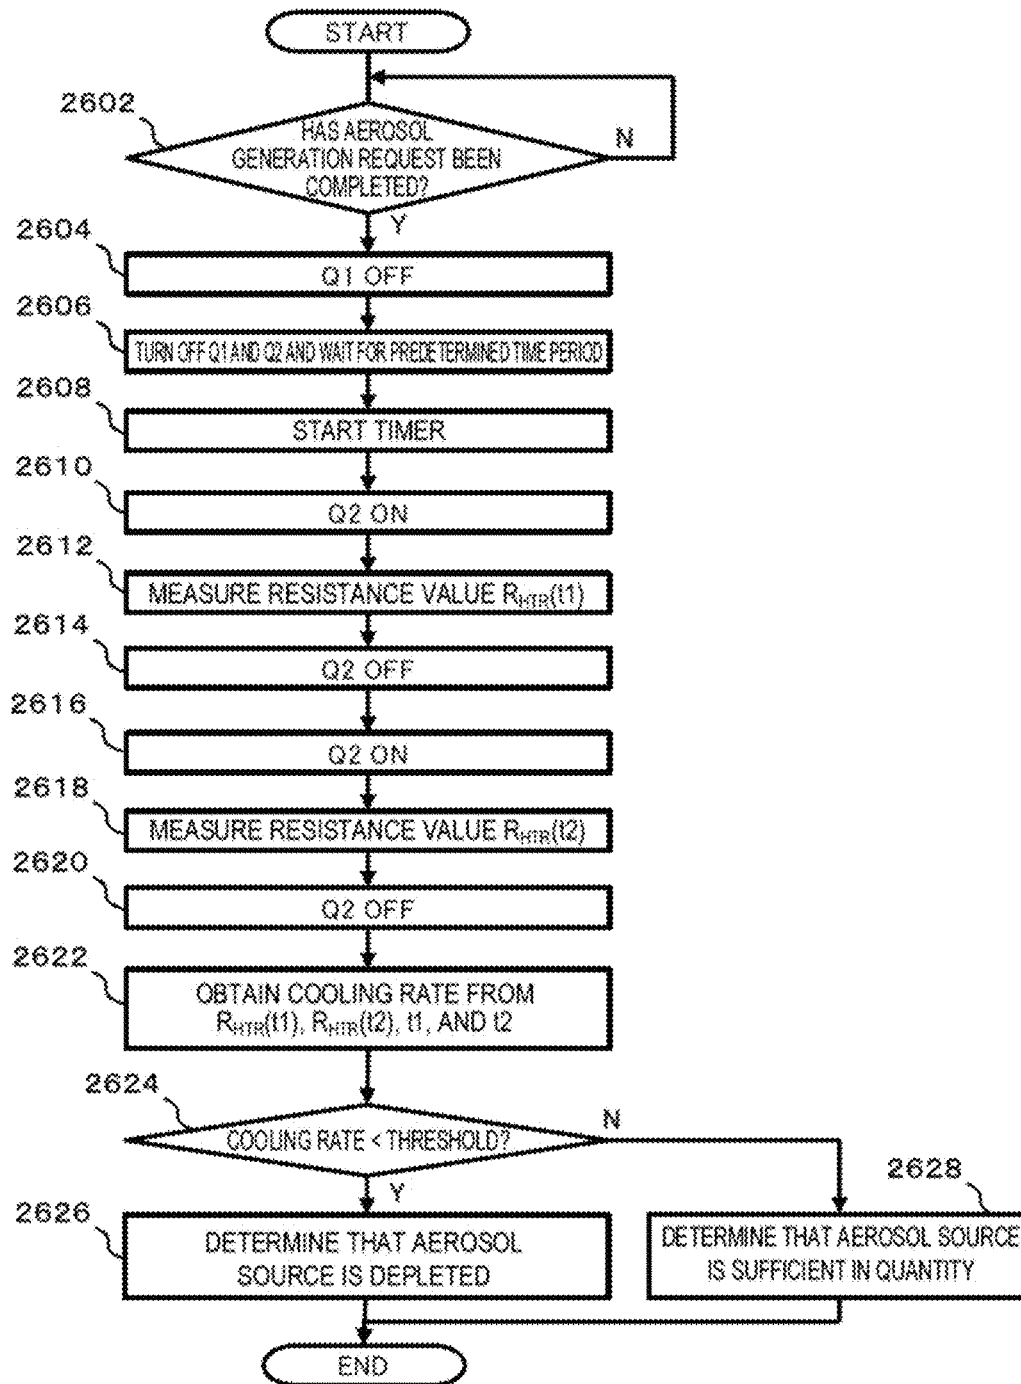 START
2602
HAS AEROSOL
GENERATION REQUEST BEEN
COMPLETED?
N
Y
2604
Q1 OFF
2606
TURN OFF Q1 AND Q2 AND WAIT FOR PREDETERMINED TIME PERIOD
2608
START TIMER
2610
Q2 ON
2612
MEASURE RESISTANCE VALUE RHTR(t1)
2614
Q2 OFF
2616
Q2 ON
2618
MEASURE RESISTANCE VALUE RHTR(t2)
2620
Q2 OFF
2622
OBTAIN COOLING RATE FROM
RHTR(t1), RHTR(t2), t1, AND t2
2624
COOLING RATE < THRESHOLD?
N
Y
2626
DETERMINE THAT AEROSOL
SOURCE IS DEPLETED
2628
DETERMINE THAT AEROSOL SOURCE
IS SUFFICIENT IN QUANTITY
END